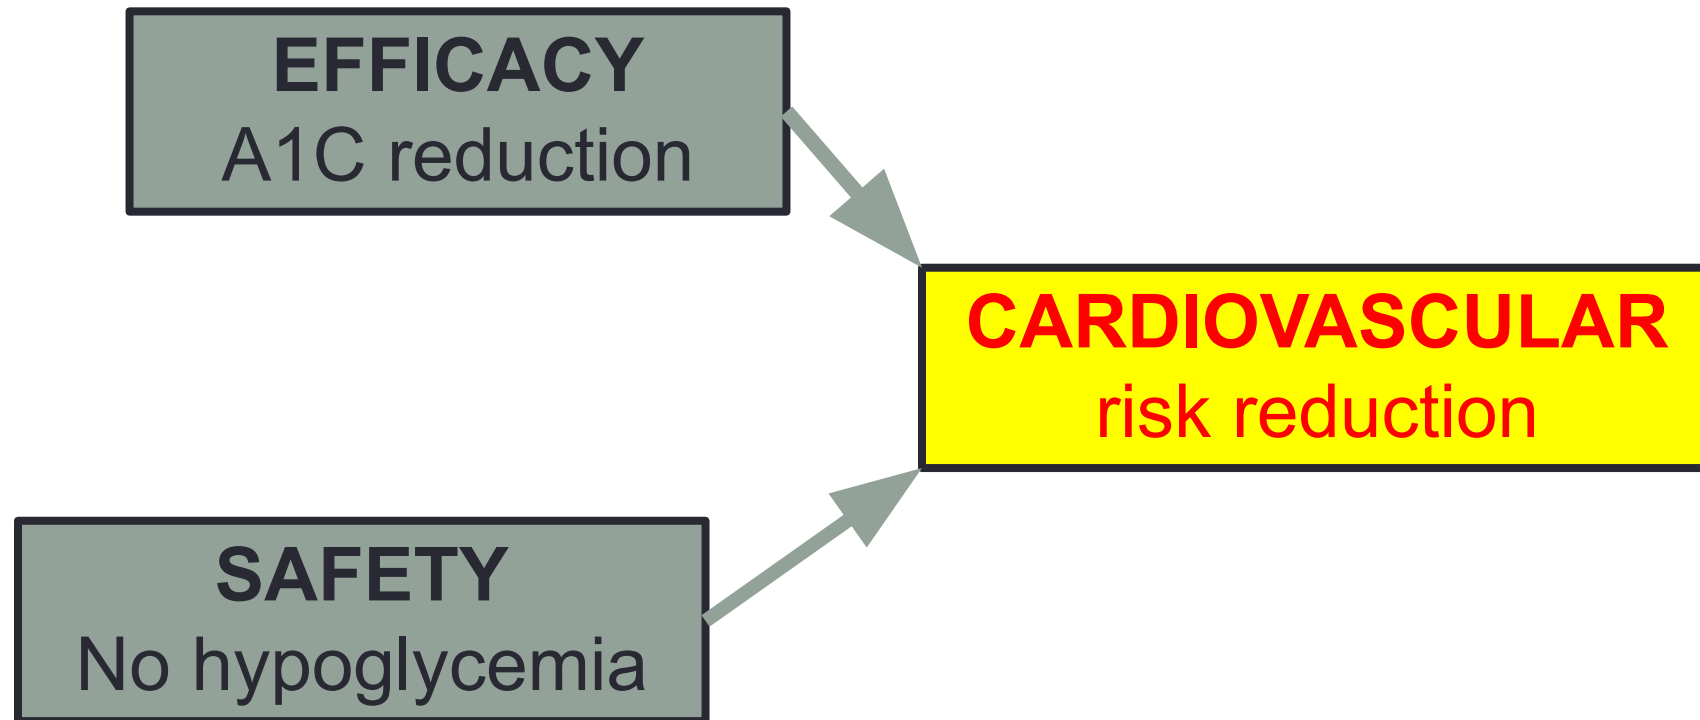 EFFICACY
A1C reduction
CARDIOVASCULAR
risk reduction
SAFETY
No hypoglycemia